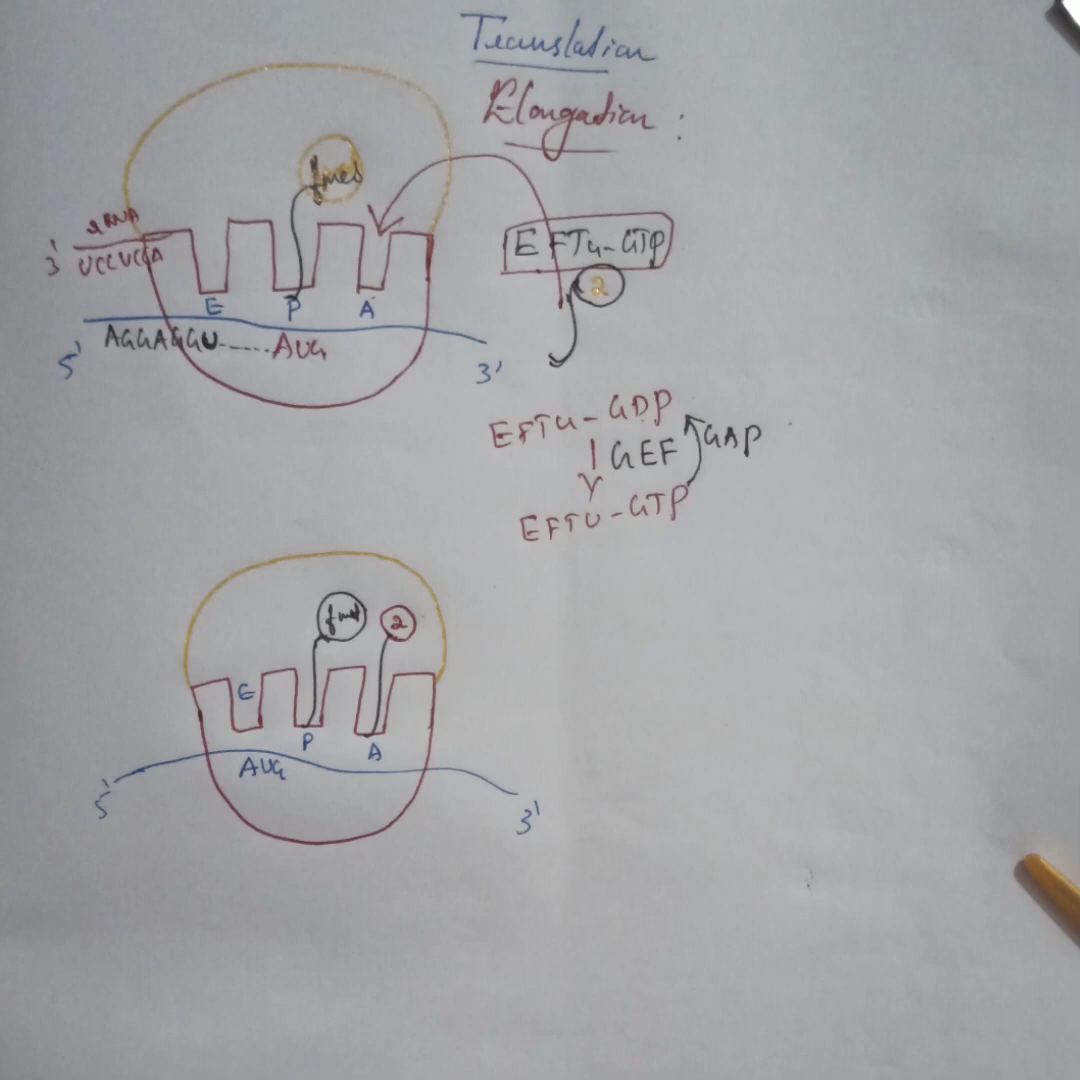 Translation
Elongation :
fmet
rRNA
3' UCCUCCA
EFTu-GTP
2
E P A
AGGAGGU......AUG
5' 3'
EFTU-GDP
GEF GAP
EFTU-GTP
fmet 2
E
P A
AUG
5' 3'